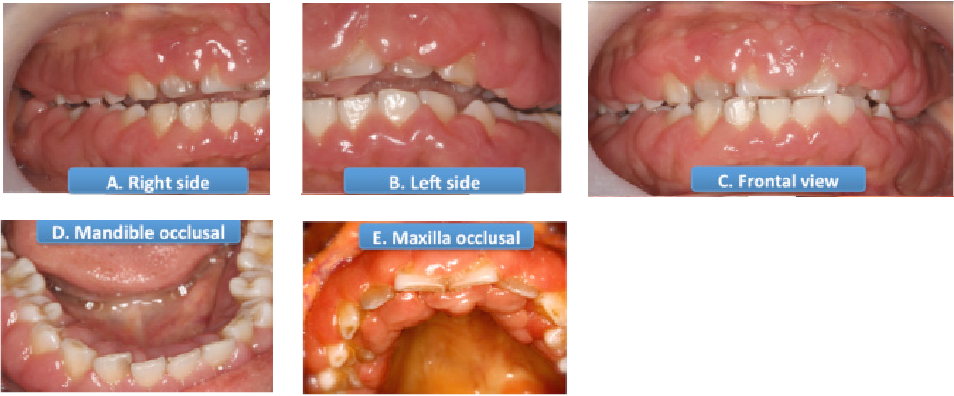 A. Right side
B. Left side
C. Frontal view
D. Mandible occlusal
E. Maxilla occlusal